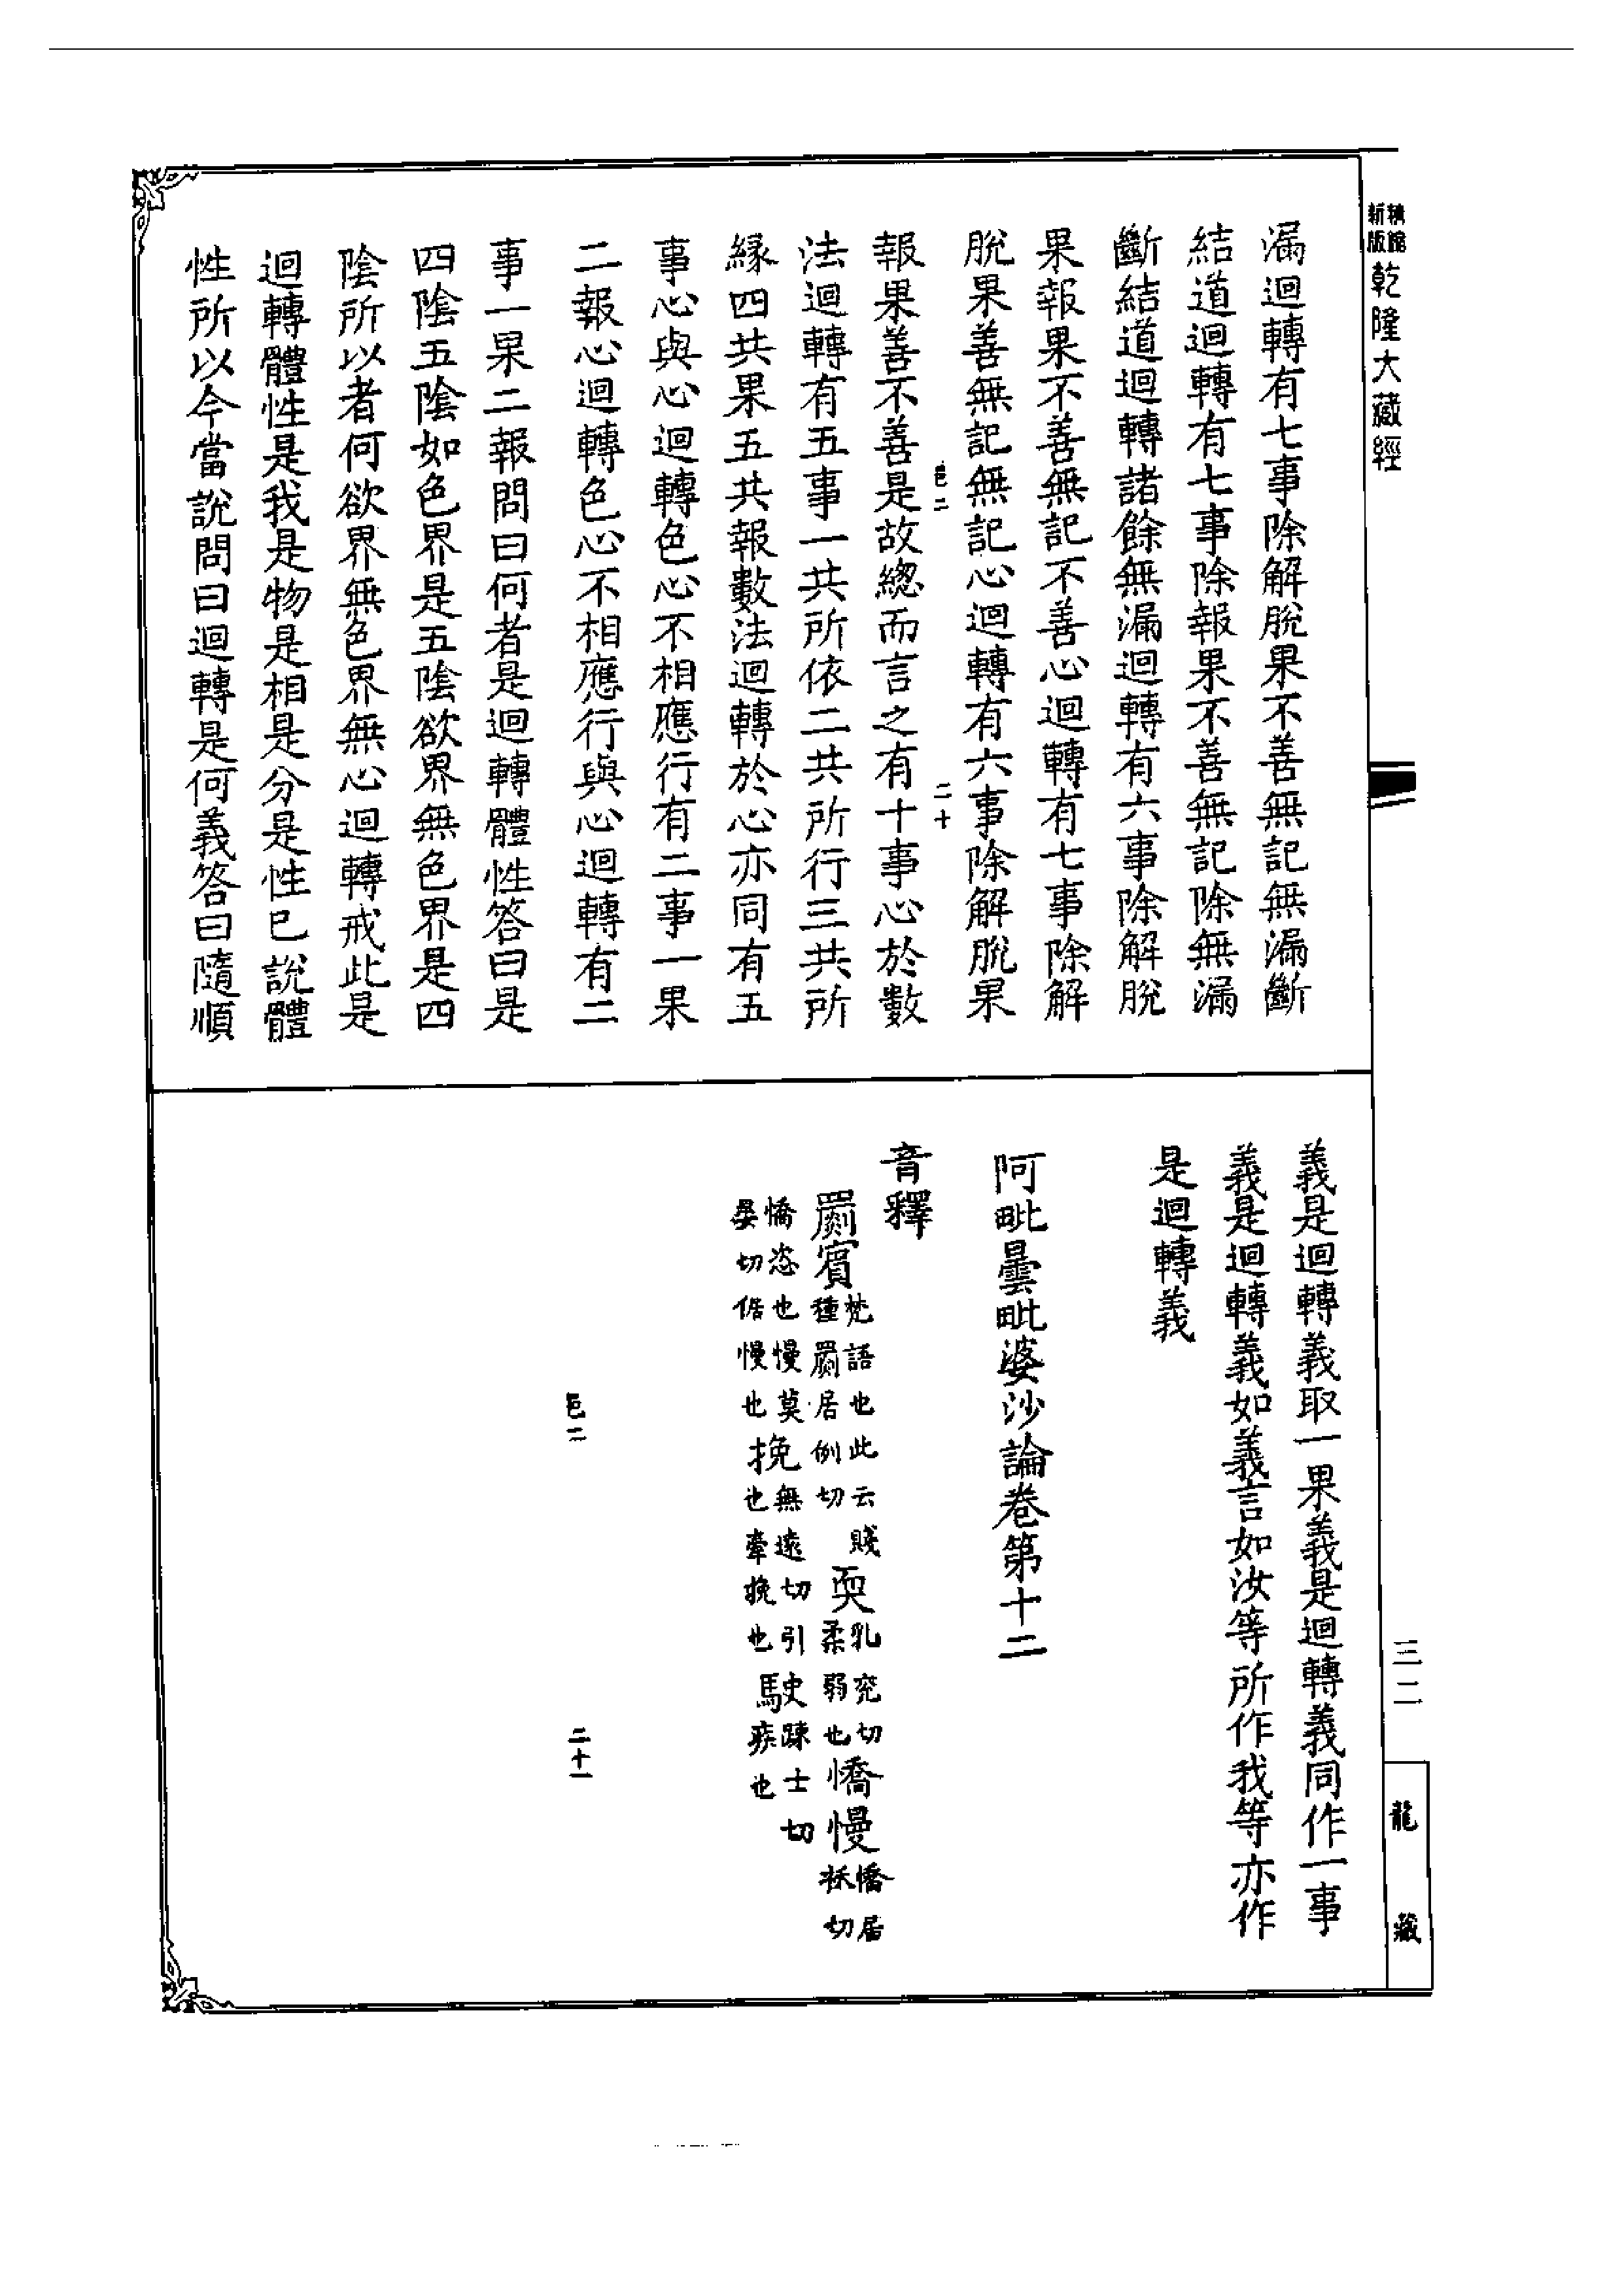 新版
乾隆大藏經
漏迴轉有七事除解脫果不善無記無漏斷
結道迴轉有七事除報果不善無記除無漏
斷結道迴轉諸餘無漏迴轉有六事除解脫
果報果不善無記不善心迴轉有七事除解
脫果善無記無記心迴轉有六事除解脫果
二十
報果善不善是故總而言之有十事心於數
法迴轉有五事一共所依二共所行三共所
緣四共果五共報數法迴轉於心亦同有五
事心與心迴轉色心不相應行有二事一果
二報心迴轉色心不相應行與心迴轉有二
事一果二報問曰何者是迴轉體性答曰是
四陰五陰如色界是五陰欲界無色界是四
陰所以者何欲界無色界無心迴轉戒此是
迴轉體性是我是物是相是分是性已說體
性所以今當說問曰迴轉是何義答曰隨順
三二
龍藏
義是迴轉義取一果義是迴轉義同作一事
義是迴轉義如義言如汝等所作我等亦作
是迴轉義
阿毗曇毗婆沙論卷第十二
音釋
罽賓梵語也此云賤種罽居例切 耎乳兖切柔弱也憍慢憍居
祅切
憍恣也慢莫晏切倨慢也挽無遠切引也牽挽也駛踈士切疾也
二十一